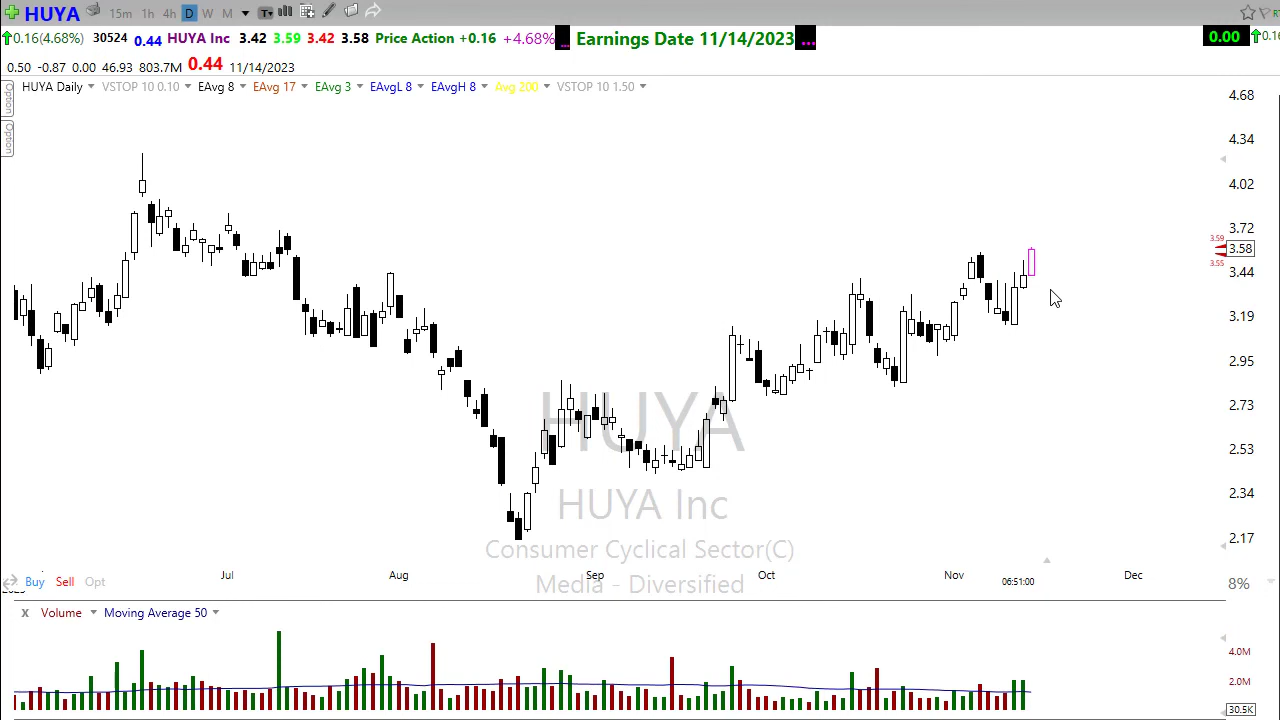 HUYA 15m 1h 4h D W M T
0.16(4.68%) 30524 0.44 HUYA Inc 3.42 3.59 3.42 3.58 Price Action +0.16 +4.68% ... Earnings Date 11/14/2023 ... 0.00
0.50 -0.87 0.00 46.93 803.7M 0.44 11/14/2023
HUYA Daily VSTOP 10 0.10 EAvg 8 EAvg 17 EAvg 3 EAvgL 8 EAvgH 8 Avg 200 VSTOP 10 1.50
Option
Option
4.68
4.34
4.02
3.72
3.59
3.58
3.55
3.44
3.19
2.95
2.73
2.53
2.34
2.17
HUYA
HUYA Inc
Consumer Cyclical Sector(C)
Media - Diversified
Jul Aug Sep Oct Nov Dec
Buy Sell Opt 06:51:00 8%
X Volume Moving Average 50
4.0M
2.0M
30.5K